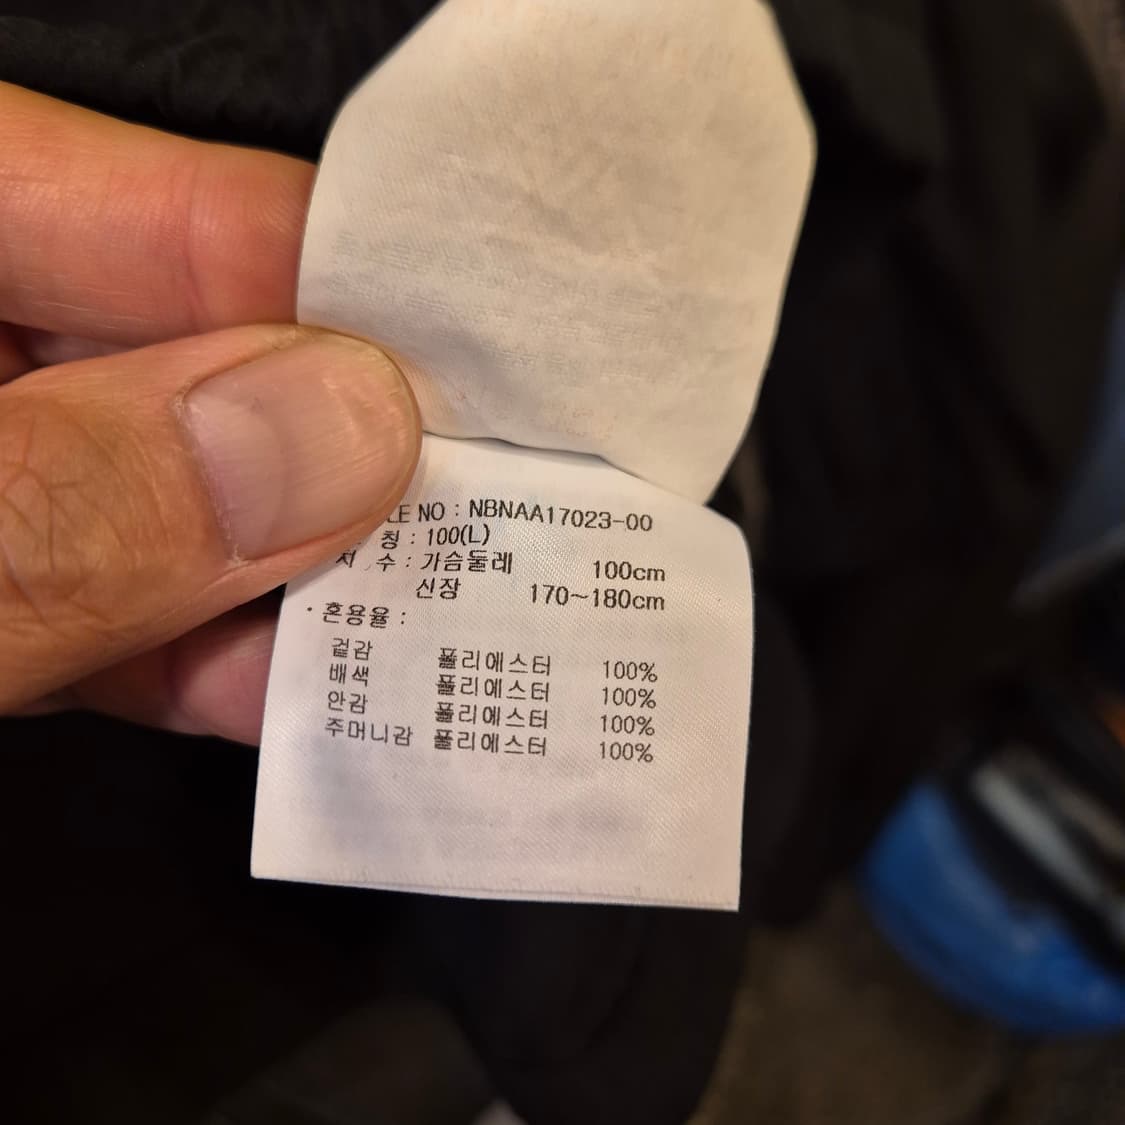 LE NO : NBNAA17023-00
칭 : 100(L)
치 수 : 가슴둘레 100cm
신장 170~180cm
· 혼용율 :
겉감 폴리에스터 100%
배색 폴리에스터 100%
안감 폴리에스터 100%
주머니감 폴리에스터 100%